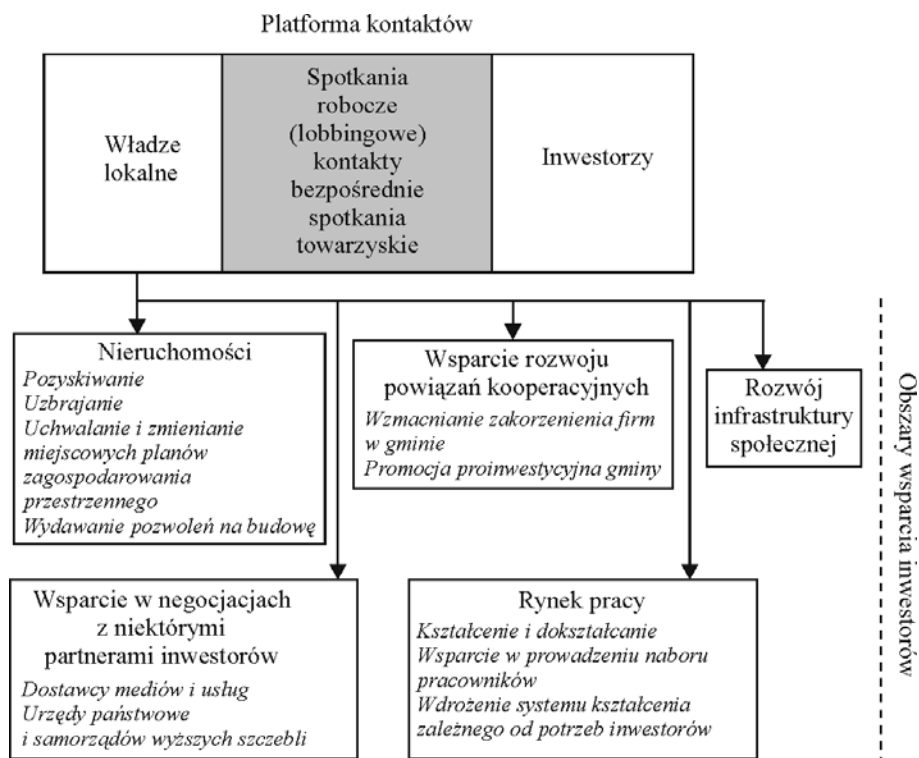 Platforma kontaktów
Władze
lokalne
Spotkania
robocze
(lobbingowe)
kontakty
bezpośrednie
spotkania
towarzyskie
Inwestorzy
Nieruchomości
Pozyskiwanie
Uzbrajanie
Uchwalanie i zmienianie
miejscowych planów
zagospodarowania
przestrzennego
Wydawanie pozwoleń na budowę
Wsparcie rozwoju
powiązań kooperacyjnych
Wzmacnianie zakorzenienia firm
w gminie
Promocja proinwestycyjna gminy
Rozwój
infrastruktury
społecznej
Wsparcie w negocjacjach
z niektórymi
partnerami inwestorów
Dostawcy mediów i usług
Urzędy państwowe
i samorządów wyższych szczebli
Rynek pracy
Kształcenie i dokształcanie
Wsparcie w prowadzeniu naboru
pracowników
Wdrożenie systemu kształcenia
zależnego od potrzeb inwestorów
Obszary wsparcia inwestorów